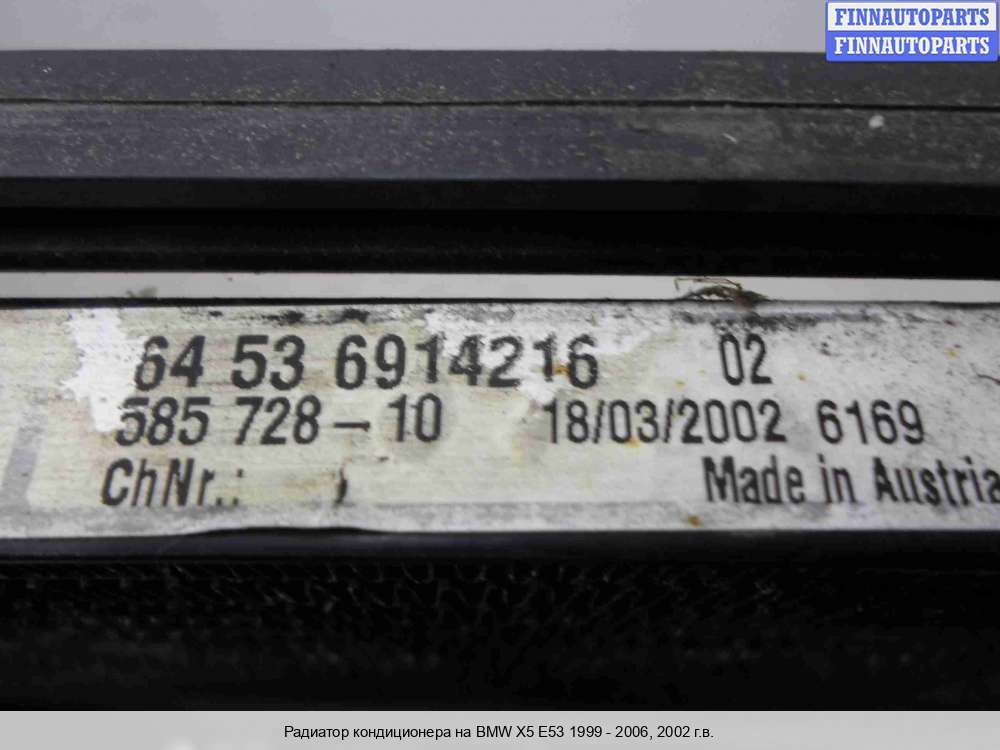 FINNAUTOPARTS
FINNAUTOPARTS
64 53 6914216 02
585 728 - 10 18/03/2002 6169
ChNr.:
Made in Austria
Радиатор кондиционера на BMW X5 E53 1999 - 2006, 2002 г.в.